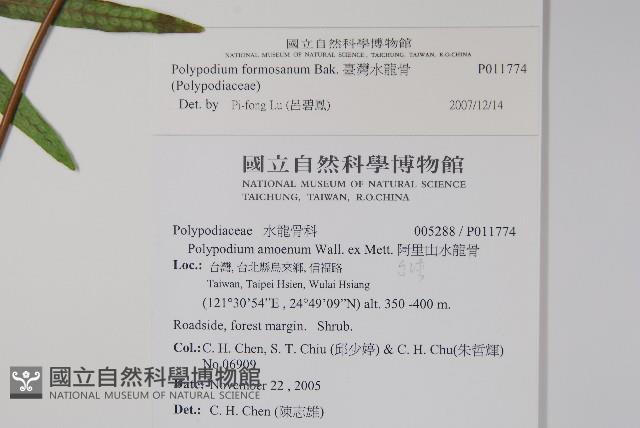 國立自然科學博物館
NATIONAL MUSEUM OF NATURAL SCIENCE, TAICHUNG, TAIWAN, R.O.CHINA
Polypodium formosanum Bak. 臺灣水龍骨 P011774
(Polypodiaceae)
Det. by Pi-fong Lu (呂碧鳳) 2007/12/14
國立自然科學博物館
NATIONAL MUSEUM OF NATURAL SCIENCE
TAICHUNG, TAIWAN, R.O.CHINA
Polypodiaceae 水龍骨科 005288 / P011774
Polypodium amoenum Wall. ex Mett. 阿里山水龍骨
Loc.: 台灣, 台北縣烏來鄉, 信福路
台灣
Taiwan, Taipei Hsien, Wulai Hsiang
(121°30'54"E , 24°49'09"N) alt. 350 -400 m.
Roadside, forest margin. Shrub.
Col.: C. H. Chen, S. T. Chiu (邱少婷) & C. H. Chu(朱哲輝)
No.06909
Date: November 22 , 2005
Det.: C. H. Chen (陳志雄)
國立自然科學博物館
NATIONAL MUSEUM OF NATURAL SCIENCE